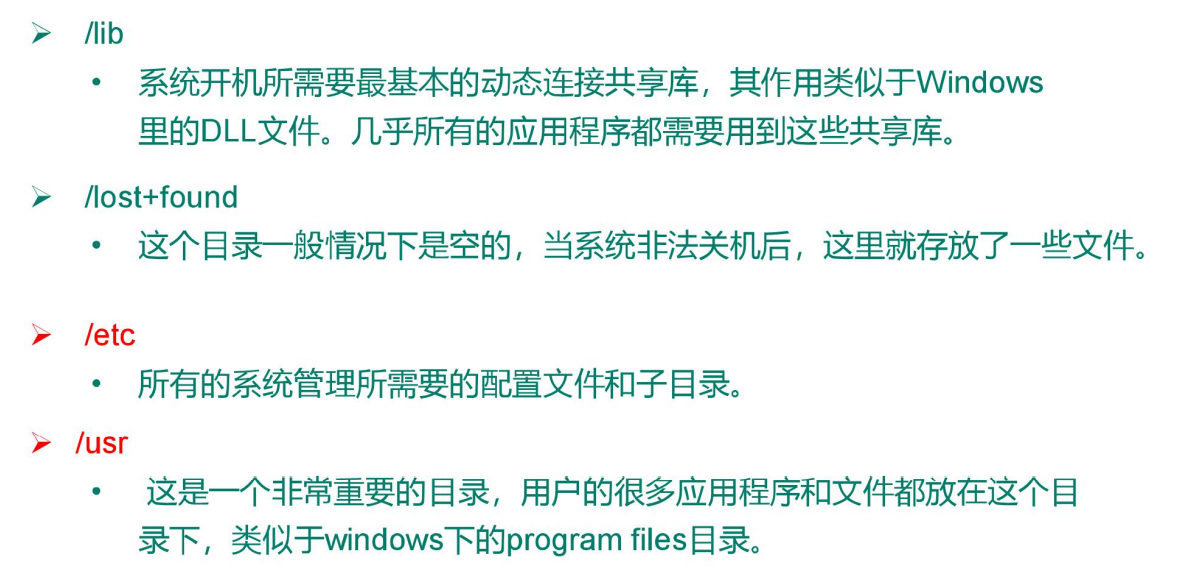 ➢ /lib
• 系统开机所需要最基本的动态连接共享库，其作用类似于Windows
里的DLL文件。几乎所有的应用程序都需要用到这些共享库。
➢ /lost+found
• 这个目录一般情况下是空的，当系统非法关机后，这里就存放了一些文件。
➢ /etc
• 所有的系统管理所需要的配置文件和子目录。
➢ /usr
• 这是一个非常重要的目录，用户的很多应用程序和文件都放在这个目
录下，类似于windows下的program files目录。